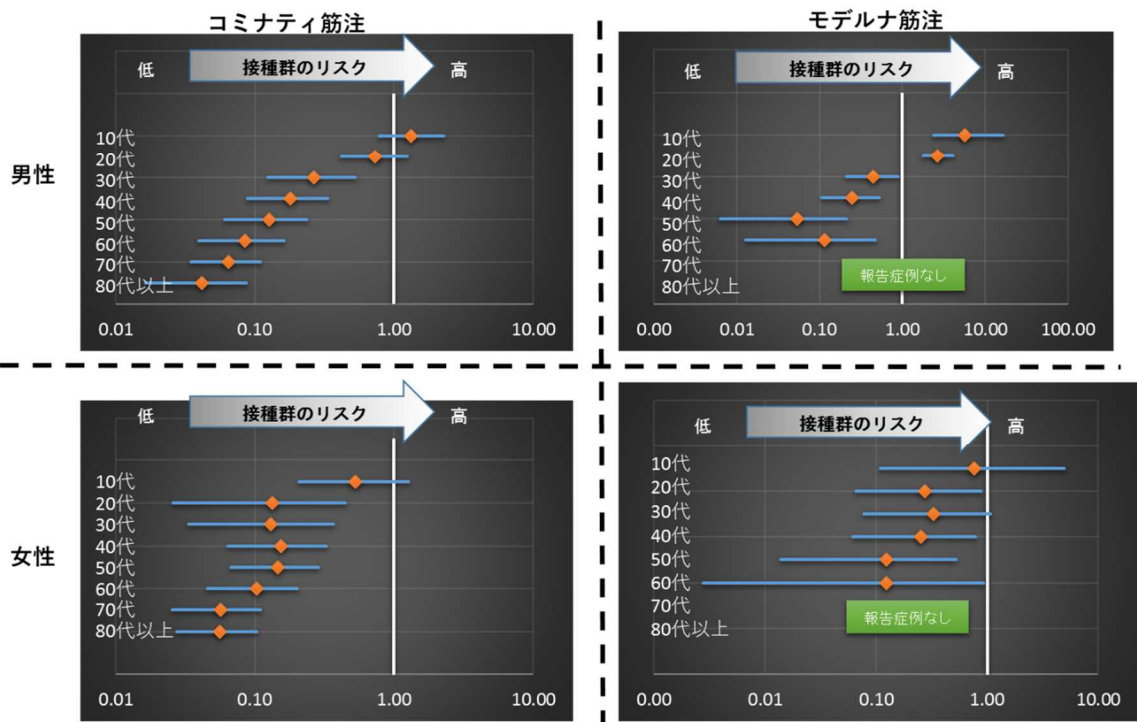 コミナティ筋注
モデルナ筋注
男性
低 接種群のリスク 高
10代
20代
30代
40代
50代
60代
70代
80代以上
0.01 0.10 1.00 10.00
低 接種群のリスク 高
10代
20代
30代
40代
50代
60代
70代
80代以上
報告症例なし
0.00 0.01 0.10 1.00 10.00 100.00
女性
低 接種群のリスク 高
10代
20代
30代
40代
50代
60代
70代
80代以上
0.01 0.10 1.00 10.00
低 接種群のリスク 高
10代
20代
30代
40代
50代
60代
70代
80代以上
報告症例なし
0.00 0.10 1.00 10.00